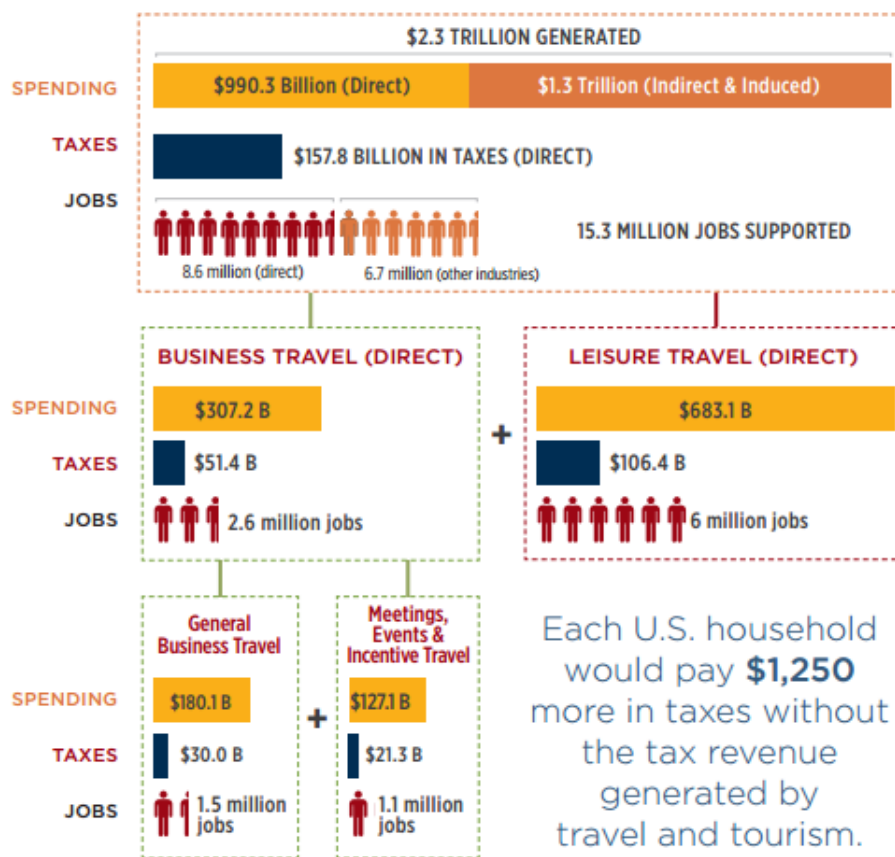 $2.3 TRILLION GENERATED
SPENDING
$990.3 Billion (Direct)
$1.3 Trillion (Indirect & Induced)
TAXES
$157.8 BILLION IN TAXES (DIRECT)
JOBS
15.3 MILLION JOBS SUPPORTED
8.6 million (direct)
6.7 million (other industries)
BUSINESS TRAVEL (DIRECT)
SPENDING
$307.2 B
TAXES
$51.4 B
JOBS
2.6 million jobs
+
LEISURE TRAVEL (DIRECT)
$683.1 B
$106.4 B
6 million jobs
General
Business Travel
SPENDING
$180.1 B
TAXES
$30.0 B
JOBS
1.5 million
jobs
+
Meetings,
Events &
Incentive Travel
$127.1 B
$21.3 B
1.1 million
jobs
Each U.S. household
would pay $1,250
more in taxes without
the tax revenue
generated by
travel and tourism.